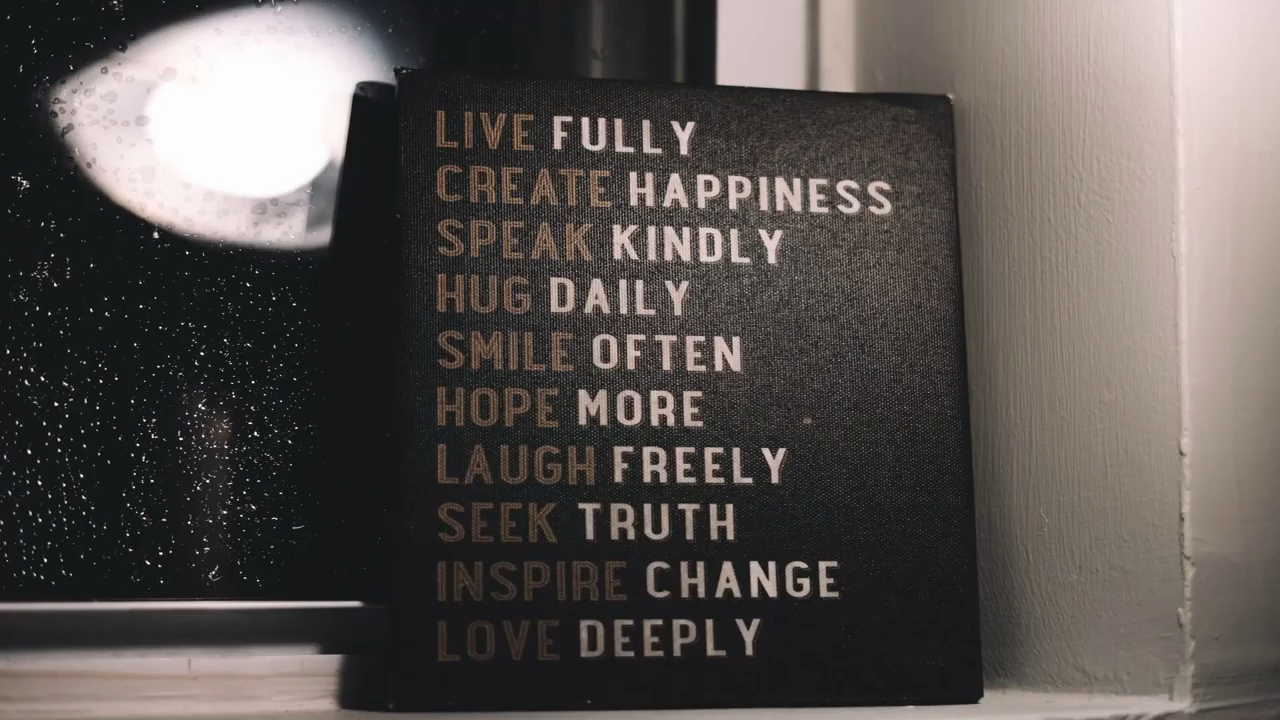 LIVE FULLY
CREATE HAPPINESS
SPEAK KINDLY
HUG DAILY
SMILE OFTEN
HOPE MORE
LAUGH FREELY
SEEK TRUTH
INSPIRE CHANGE
LOVE DEEPLY